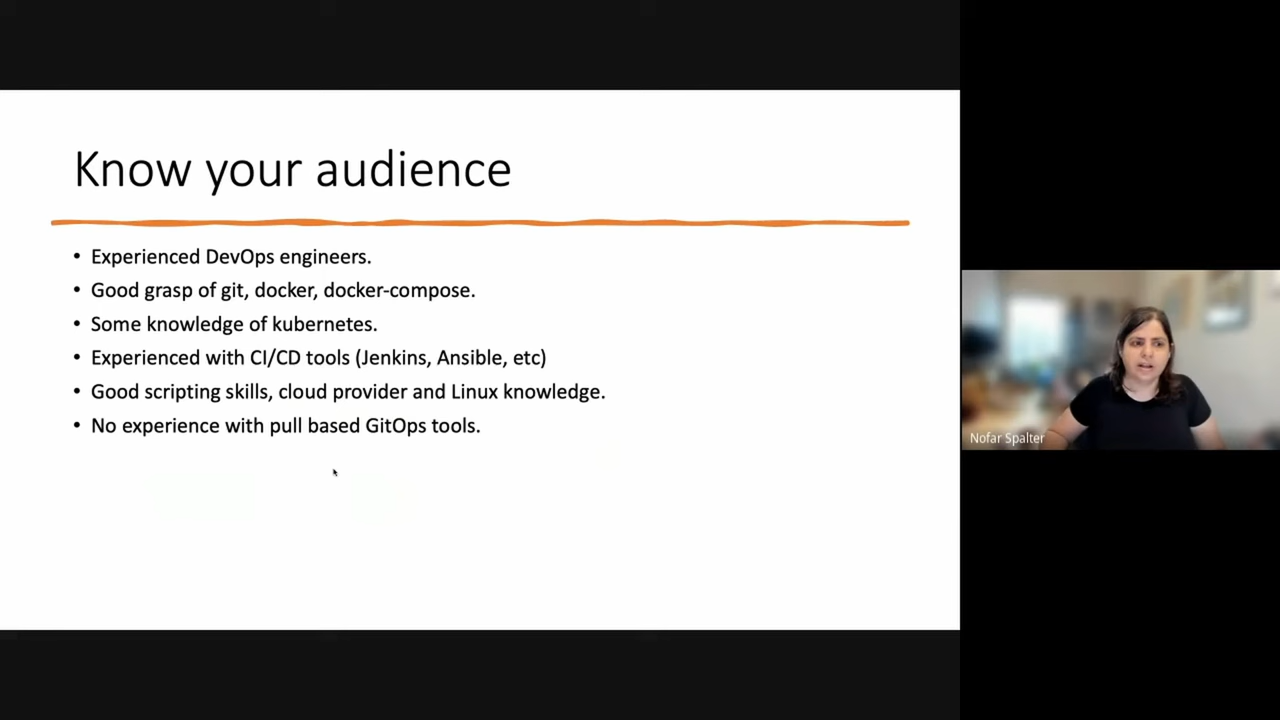 Know your audience
• Experienced DevOps engineers.
• Good grasp of git, docker, docker-compose.
• Some knowledge of kubernetes.
• Experienced with CI/CD tools (Jenkins, Ansible, etc)
• Good scripting skills, cloud provider and Linux knowledge.
• No experience with pull based GitOps tools.
Nofar Spalter